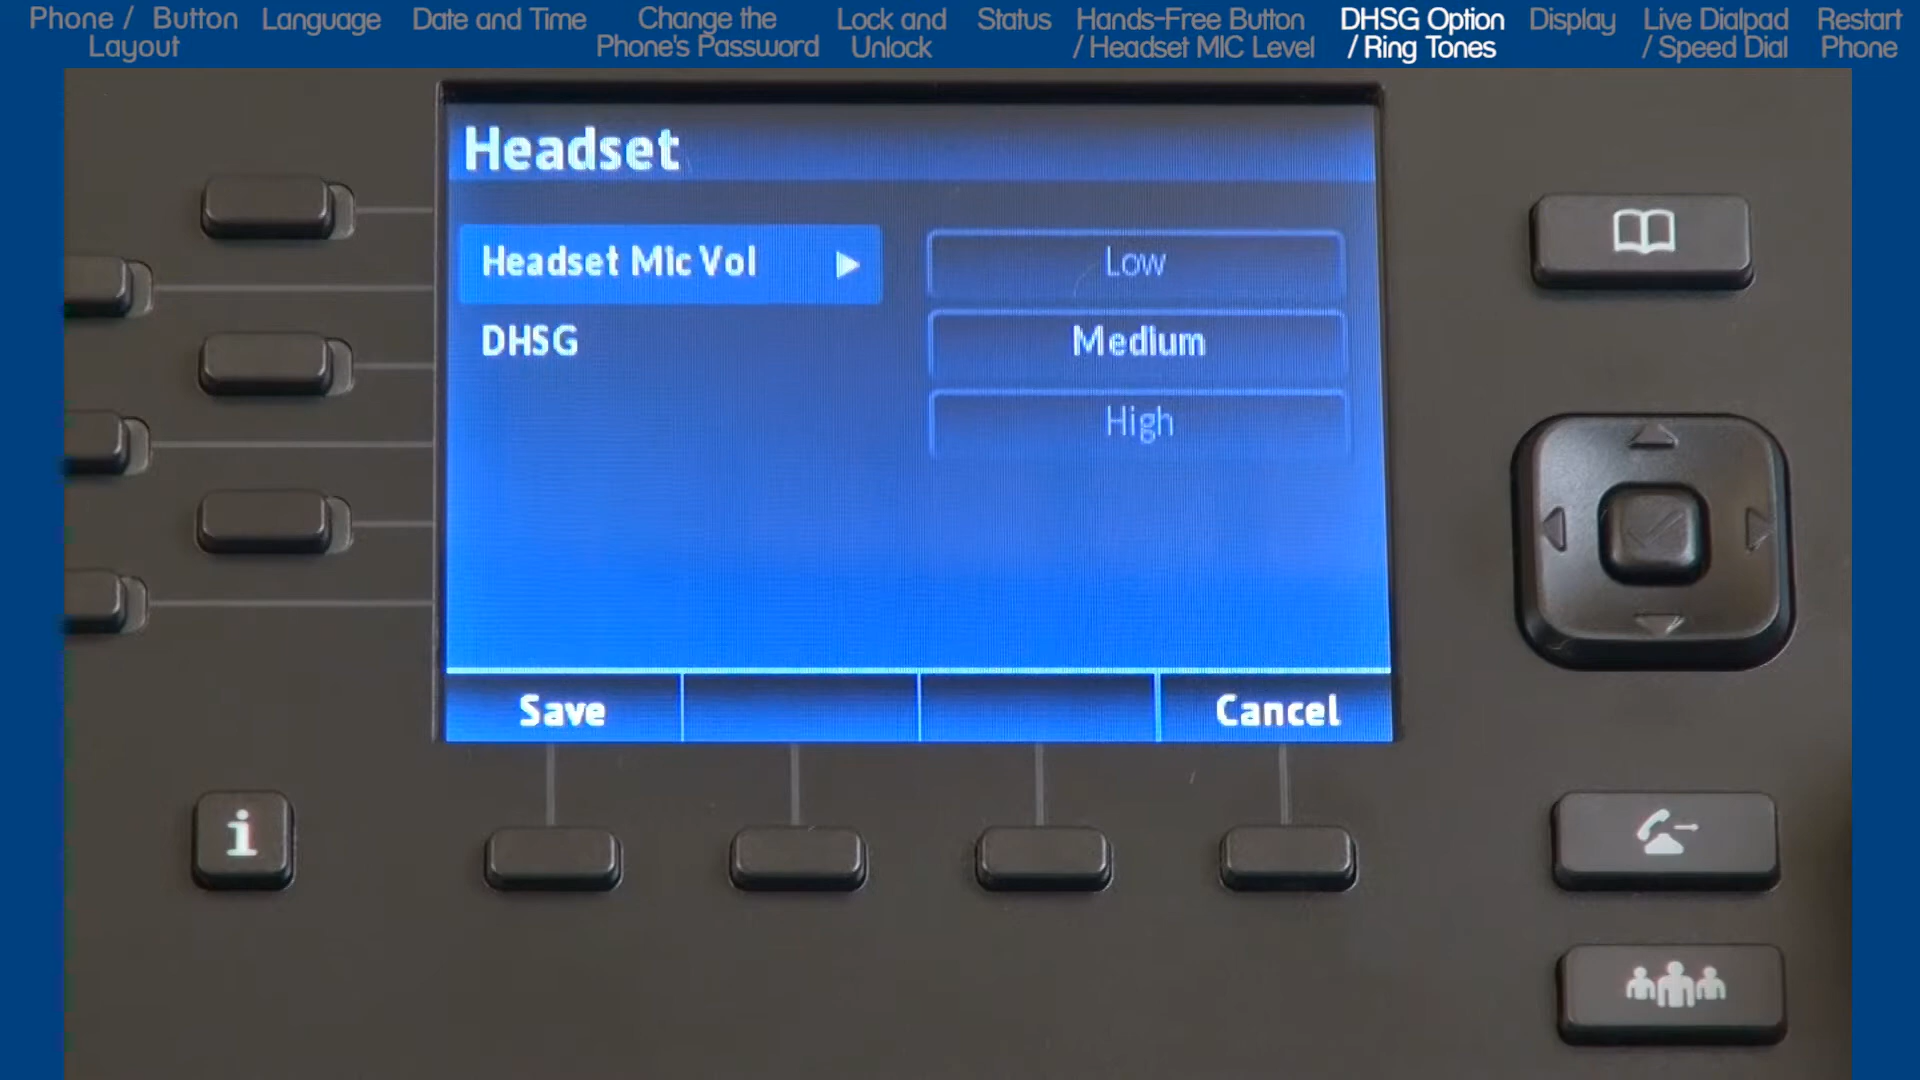 Phone / Button Layout
Language
Date and Time
Change the Phone's Password
Lock and Unlock
Status
Hands-Free Button / Headset MIC Level
DHSG Option / Ring Tones
Display
Live Dialpad / Speed Dial
Restart Phone
Headset
Headset Mic Vol
Low
DHSG
Medium
High
Save
Cancel
i